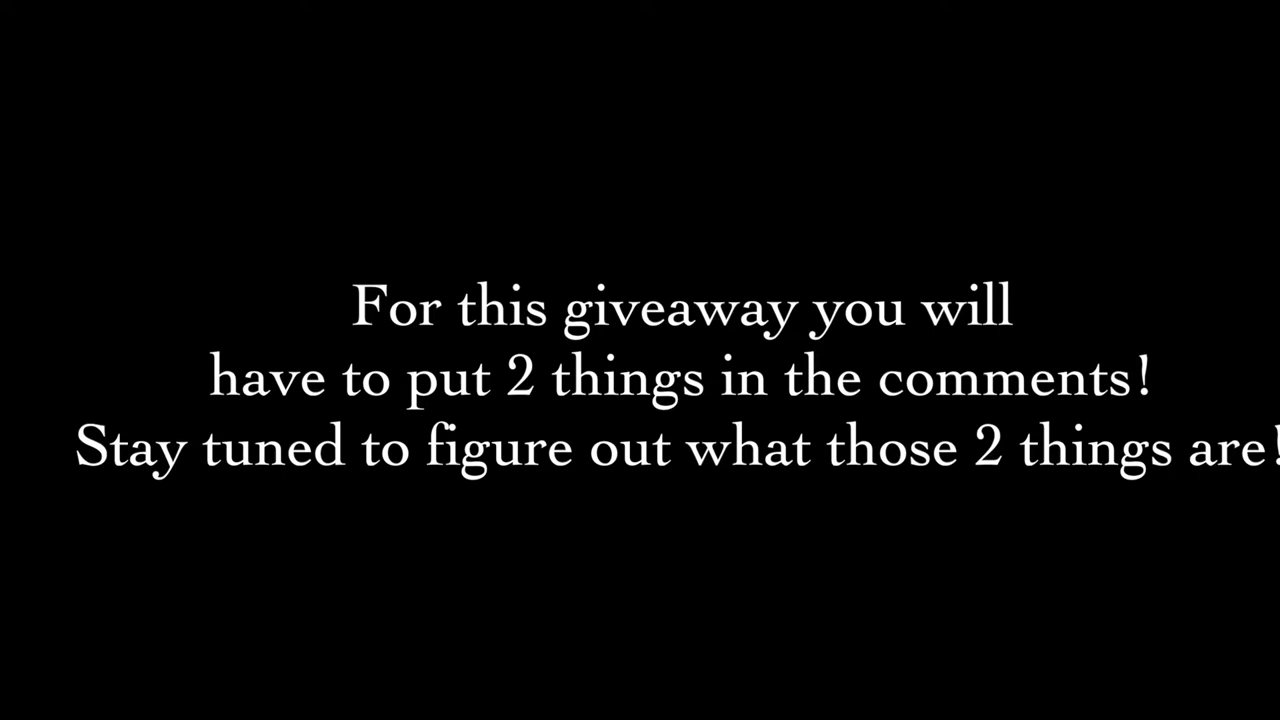 For this giveaway you will
have to put 2 things in the comments!
Stay tuned to figure out what those 2 things are!